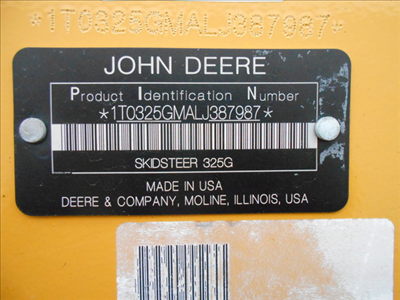 *1T0325GMALJ387987*
JOHN DEERE
Product Identification Number
*1T0325GMALJ387987*
SKIDSTEER 325G
MADE IN USA
DEERE & COMPANY, MOLINE, ILLINOIS, USA